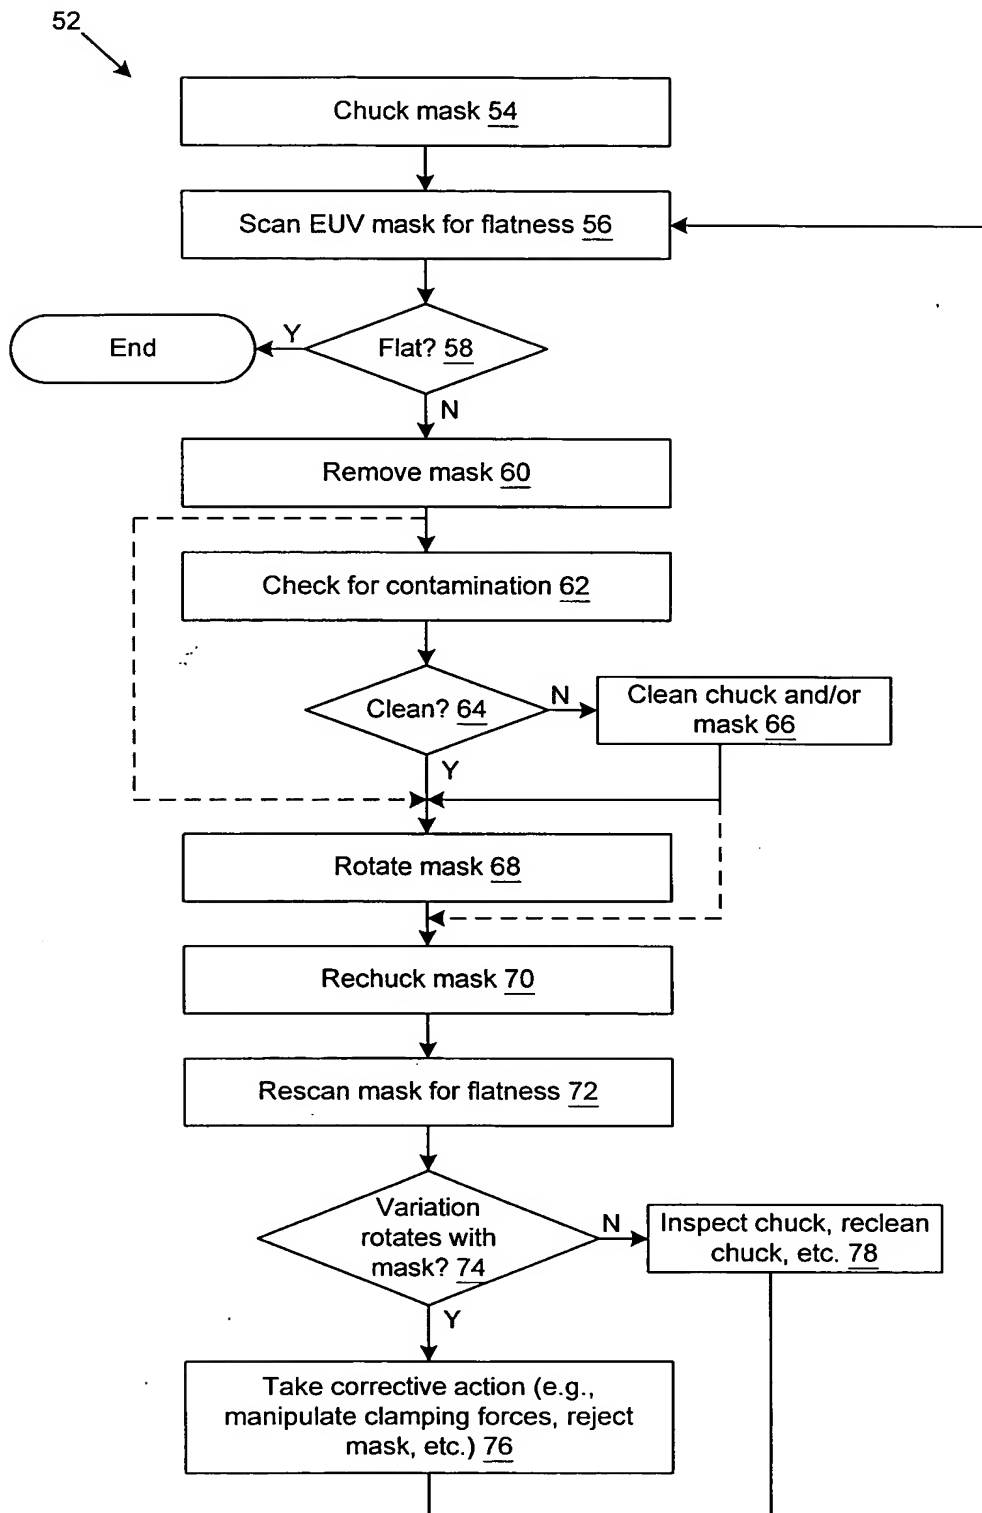 52
Chuck mask 54
Scan EUV mask for flatness 56
Flat? 58
Y
End
N
Remove mask 60
Check for contamination 62
Clean? 64
N
Clean chuck and/or
mask 66
Y
Rotate mask 68
Rechuck mask 70
Rescan mask for flatness 72
Variation
rotates with
mask? 74
N
Inspect chuck, reclean
chuck, etc. 78
Y
Take corrective action (e.g.,
manipulate clamping forces, reject
mask, etc.) 76